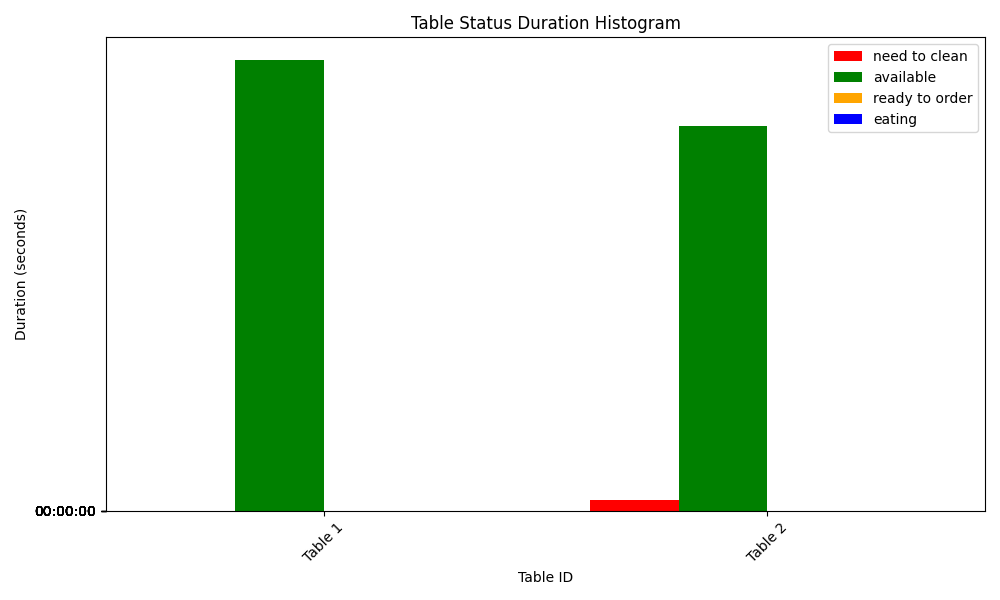 Table Status Duration Histogram
need to clean
available
ready to order
eating
Duration (seconds)
00:00:00
Table 1
Table 2
Table ID